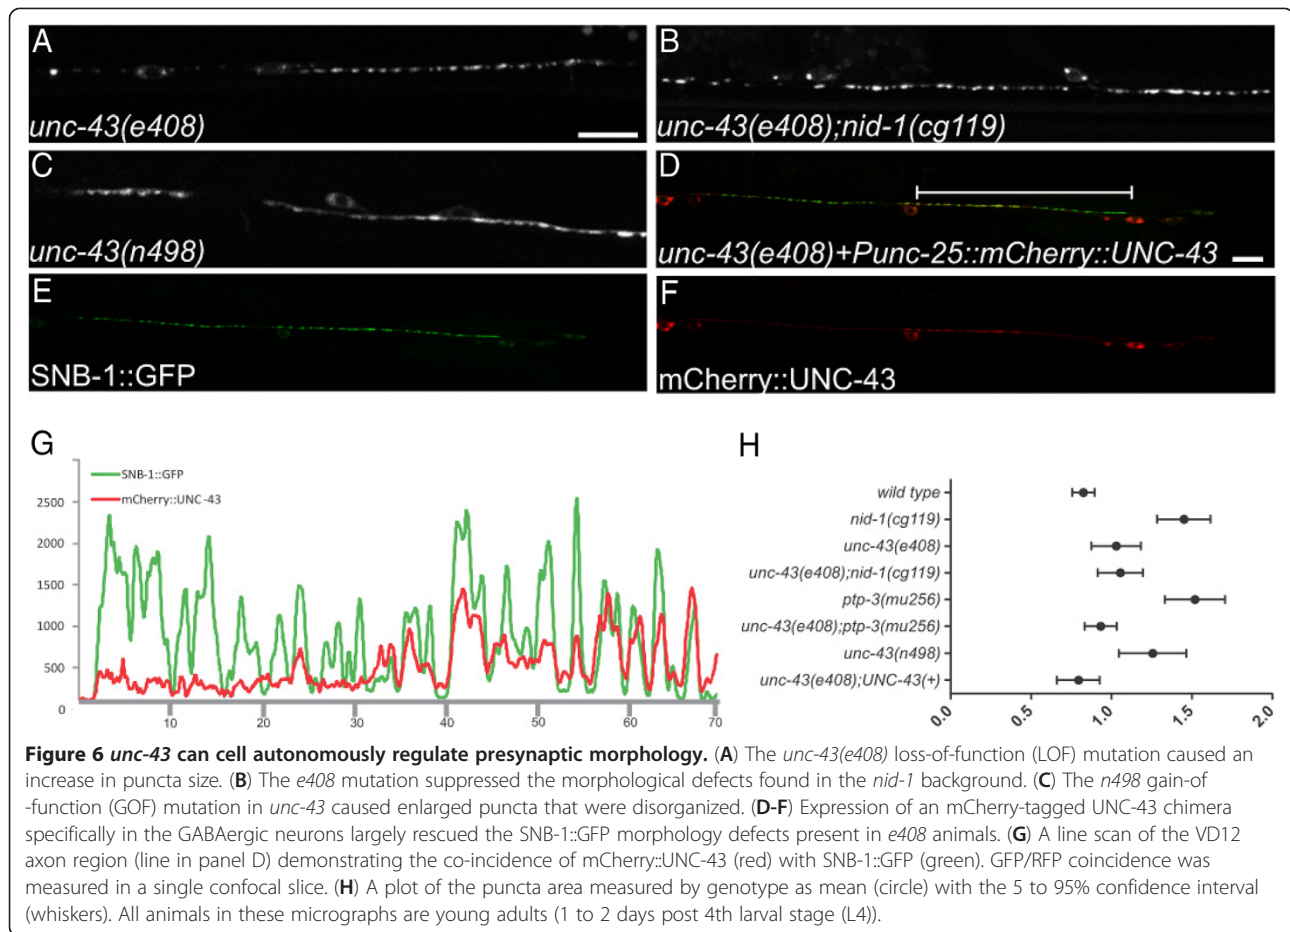 A
unc-43(e408)
B
unc-43(e408);nid-1(cg119)
C
unc-43(n498)
D
unc-43(e408)+Punc-25::mCherry::UNC-43
E
SNB-1::GFP
F
mCherry::UNC-43
G
SNB-1::GFP
mCherry::UNC-43
2500
2000
1500
1000
500
0
10 20 30 40 50 60 70
H
wild type
nid-1(cg119)
unc-43(e408)
unc-43(e408);nid-1(cg119)
ptp-3(mu256)
unc-43(e408);ptp-3(mu256)
unc-43(n498)
unc-43(e408);UNC-43(+)
0.0 0.5 1.0 1.5 2.0
Figure 6 unc-43 can cell autonomously regulate presynaptic morphology. (A) The unc-43(e408) loss-of-function (LOF) mutation caused an
increase in puncta size. (B) The e408 mutation suppressed the morphological defects found in the nid-1 background. (C) The n498 gain-of
-function (GOF) mutation in unc-43 caused enlarged puncta that were disorganized. (D-F) Expression of an mCherry-tagged UNC-43 chimera
specifically in the GABAergic neurons largely rescued the SNB-1::GFP morphology defects present in e408 animals. (G) A line scan of the VD12
axon region (line in panel D) demonstrating the co-incidence of mCherry::UNC-43 (red) with SNB-1::GFP (green). GFP/RFP coincidence was
measured in a single confocal slice. (H) A plot of the puncta area measured by genotype as mean (circle) with the 5 to 95% confidence interval
(whiskers). All animals in these micrographs are young adults (1 to 2 days post 4th larval stage (L4)).